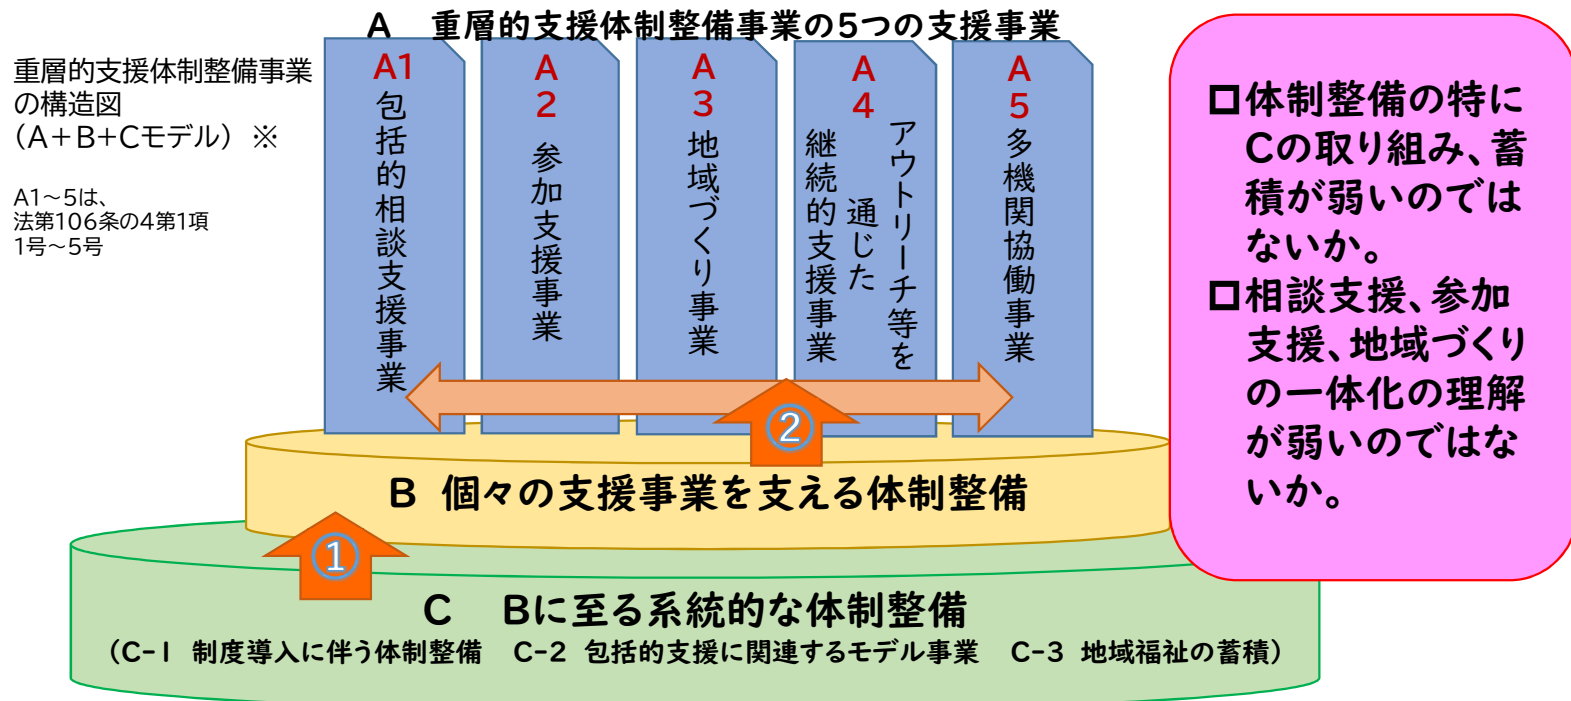 A　重層的支援体制整備事業の5つの支援事業
重層的支援体制整備事業
の構造図
（A＋B＋Cモデル）※
A1～5は、
法第106条の4第1項
1号～5号
A1
包括的相談支援事業
A
2
参加支援事業
A
3
地域づくり事業
A
4
アウトリーチ等を
通じた
継続的支援事業
A
5
多機関協働事業
②
B 個々の支援事業を支える体制整備
①
C　Bに至る系統的な体制整備
（C-1 制度導入に伴う体制整備　C-2 包括的支援に関連するモデル事業　C-3 地域福祉の蓄積）
□体制整備の特に
Cの取り組み、蓄
積が弱いのでは
ないか。
□相談支援、参加
支援、地域づくり
の一体化の理解
が弱いのではな
いか。